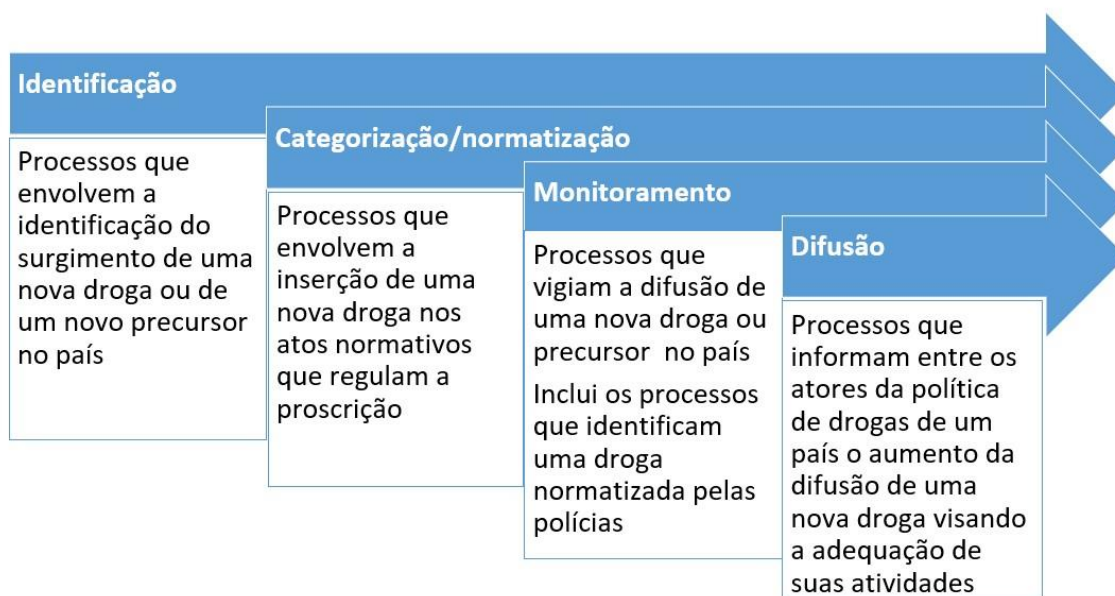 Identificação
Processos que
envolvem a
identificação do
surgimento de uma
nova droga ou de
um novo precursor
no país
Categorização/normatização
Processos que
envolvem a
inserção de uma
nova droga nos
atos normativos
que regulam a
proscrição
Monitoramento
Processos que
vigiam a difusão de
uma nova droga ou
precursor no país
Inclui os processos
que identificam
uma droga
normatizada pelas
polícias
Difusão
Processos que
informam entre os
atores da política
de drogas de um
país o aumento da
difusão de uma
nova droga visando
a adequação de
suas atividades